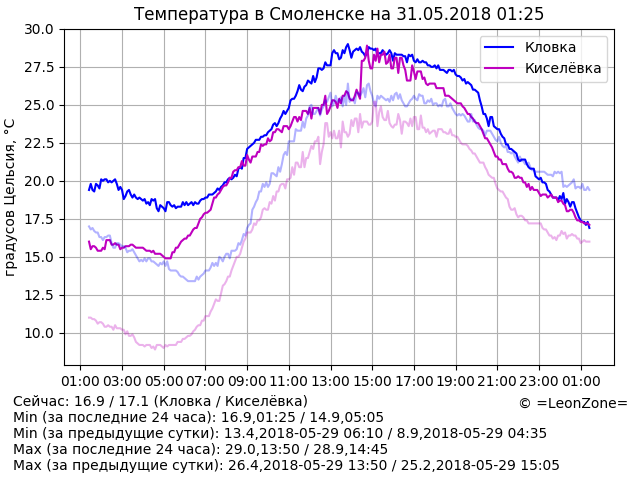 Температура в Смоленске на 31.05.2018 01:25
градусов Цельсия, °C
30.0
27.5
25.0
22.5
20.0
17.5
15.0
12.5
10.0
Кловка
Киселёвка
01:00 03:00 05:00 07:00 09:00 11:00 13:00 15:00 17:00 19:00 21:00 23:00 01:00
Сейчас: 16.9 / 17.1 (Кловка / Киселёвка)
© =LeonZone=
Min (за последние 24 часа): 16.9,01:25 / 14.9,05:05
Min (за предыдущие сутки): 13.4,2018-05-29 06:10 / 8.9,2018-05-29 04:35
Max (за последние 24 часа): 29.0,13:50 / 28.9,14:45
Max (за предыдущие сутки): 26.4,2018-05-29 13:50 / 25.2,2018-05-29 15:05